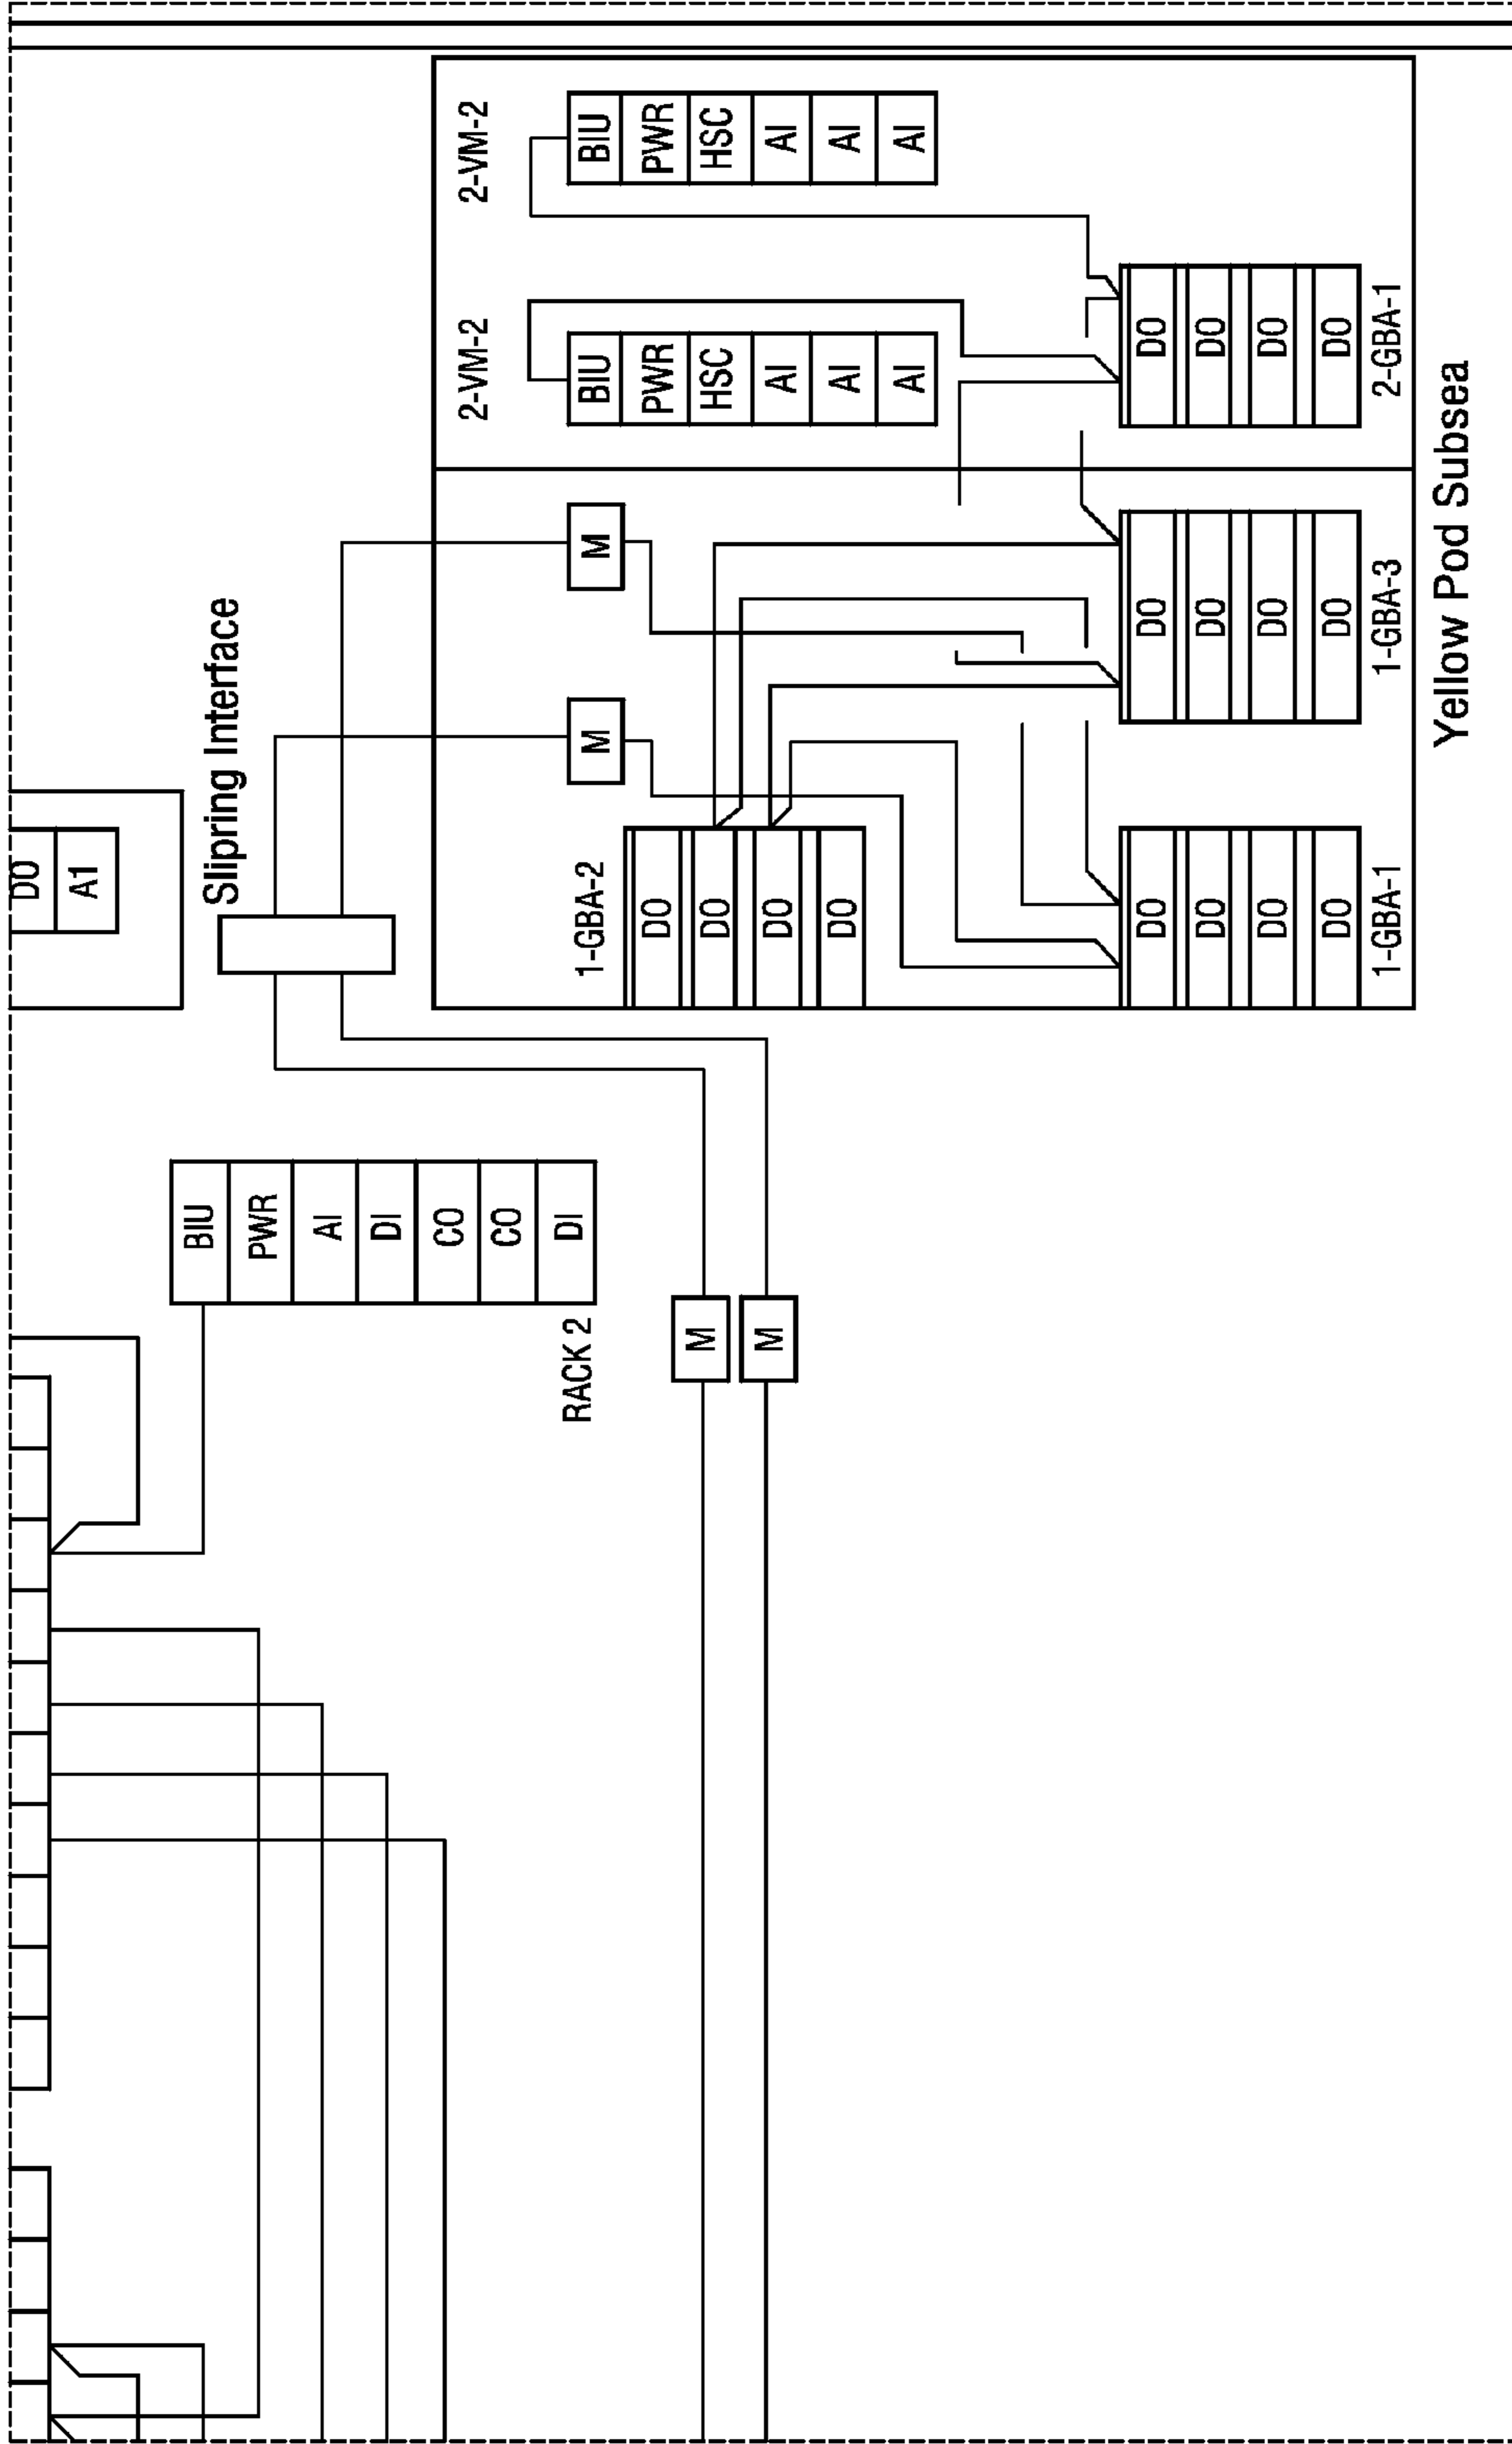 DO
A1
Slipring Interface
BIU
PWR
AI
DI
CO
CO
DI
RACK 2
M
M
M
M
2-VM-2
BIU
PWR
HSC
AI
AI
AI
2-VM-2
BIU
PWR
HSC
AI
AI
AI
1-GBA-2
DO
DO
DO
DO
DO
DO
DO
DO
1-GBA-1
DO
DO
DO
DO
1-GBA-3
DO
DO
DO
DO
2-GBA-1
Yellow Pod Subsea